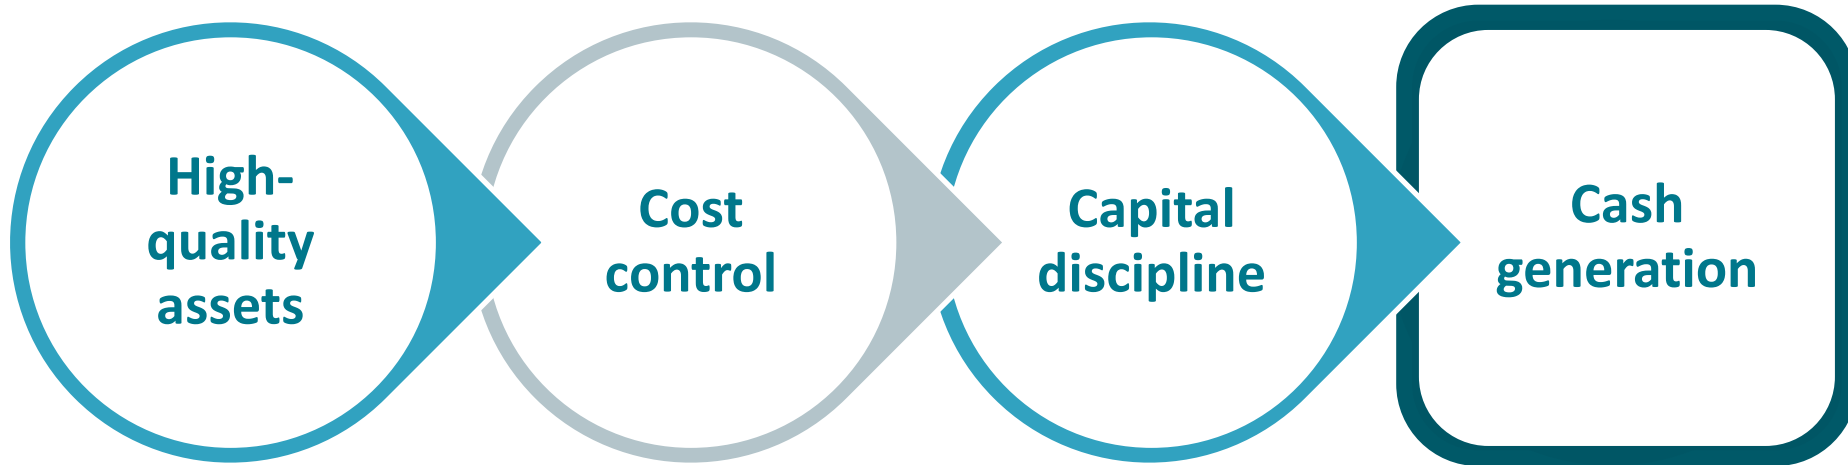 High-
quality
assets
Cost
control
Capital
discipline
Cash
generation